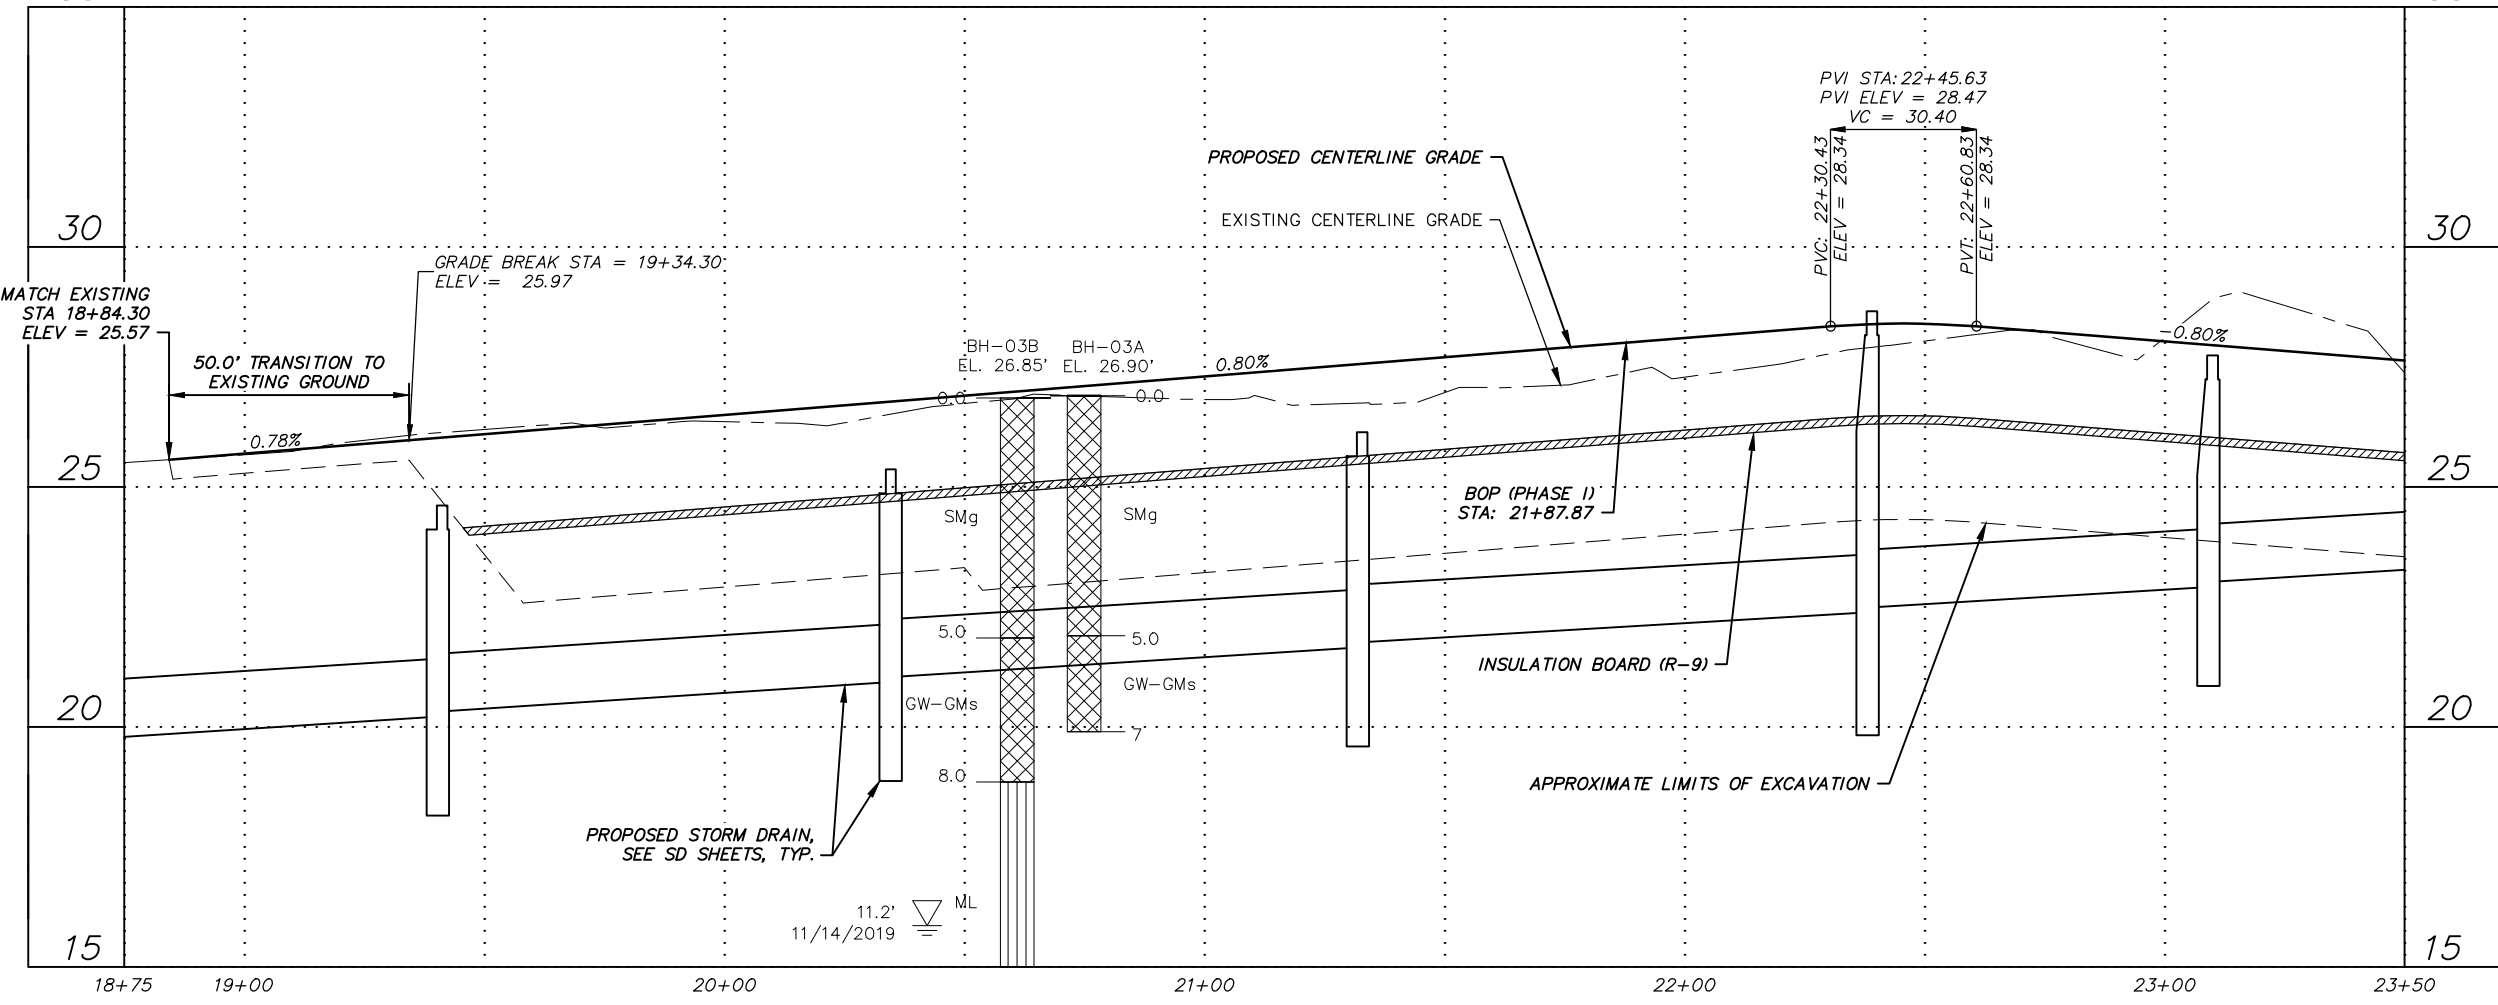 PVI STA: 22+45.63
PVI ELEV = 28.47
VC = 30.40
PVC: 22+30.43
ELEV = 28.34
PVT: 22+60.83
ELEV = 28.34
PROPOSED CENTERLINE GRADE
EXISTING CENTERLINE GRADE
30
30
GRADE BREAK STA = 19+34.30
ELEV = 25.97
MATCH EXISTING
STA 18+84.30
ELEV = 25.57
50.0' TRANSITION TO
EXISTING GROUND
BH-03B
EL. 26.85'
BH-03A
EL. 26.90'
0.80%
-0.80%
0.0
0.0
0.78%
25
25
SMg
SMg
BOP (PHASE I)
STA: 21+87.87
5.0
5.0
INSULATION BOARD (R-9)
GW-GMs
GW-GMs
20
20
7
8.0
APPROXIMATE LIMITS OF EXCAVATION
PROPOSED STORM DRAIN,
SEE SD SHEETS, TYP.
ML
11.2'
11/14/2019
15
15
18+75
19+00
20+00
21+00
22+00
23+00
23+50